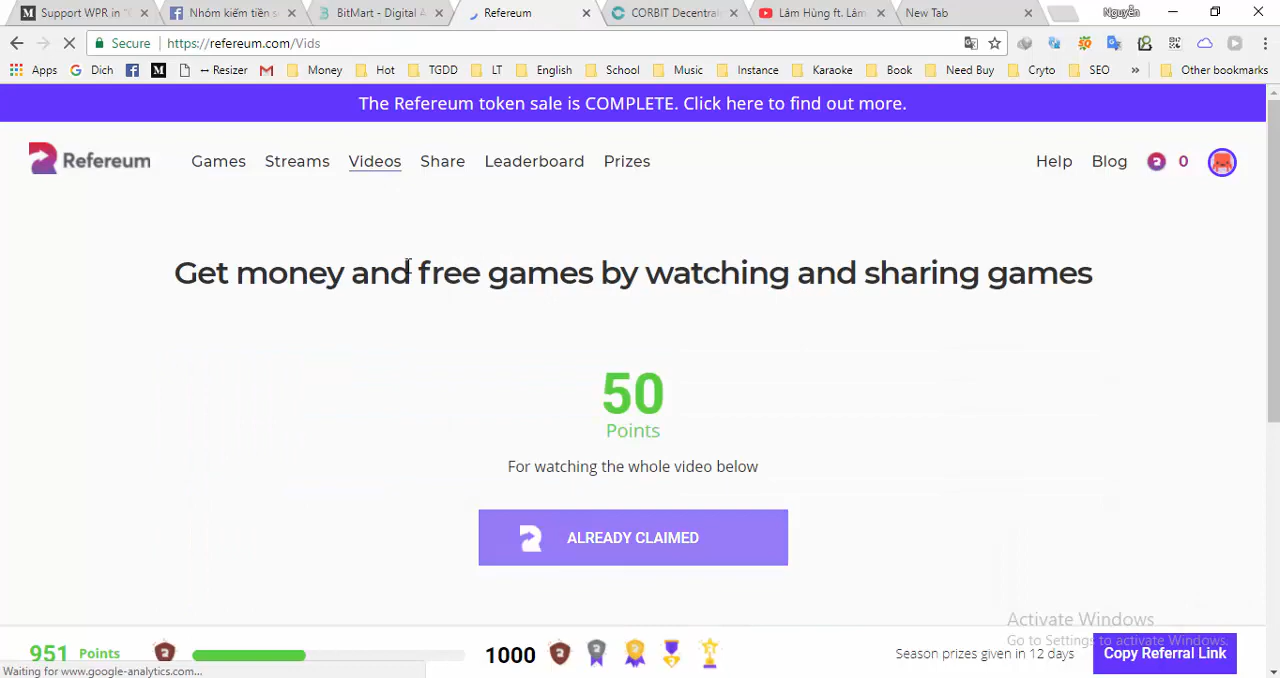 Support WPR in "
Nhóm kiếm tiền s
BitMart - Digital A
Refereum
CORBIT Decentral
Lâm Hùng ft. Lâm
New Tab
Nguyễn
Secure
https://refereum.com/Vids
Apps
Dich
Resizer
Money
Hot
TGDD
LT
English
School
Music
Instance
Karaoke
Book
Need Buy
Cryto
SEO
»
Other bookmarks
The Refereum token sale is COMPLETE. Click here to find out more.
Refereum
Games
Streams
Videos
Share
Leaderboard
Prizes
Help
Blog
0
Get money and free games by watching and sharing games
50
Points
For watching the whole video below
ALREADY CLAIMED
Activate Windows
Go to Settings to activate Windows.
951 Points
1000
Season prizes given in 12 days
Copy Referral Link
Waiting for www.google-analytics.com...